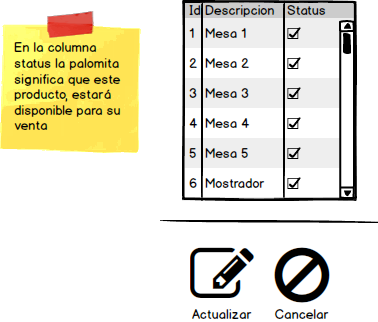 En la columna
status la palomita
significa que este
producto, estará
disponible para su
venta
Id Descripcion Status
1 Mesa 1
2 Mesa 2
3 Mesa 3
4 Mesa 4
5 Mesa 5
6 Mostrador
Actualizar Cancelar